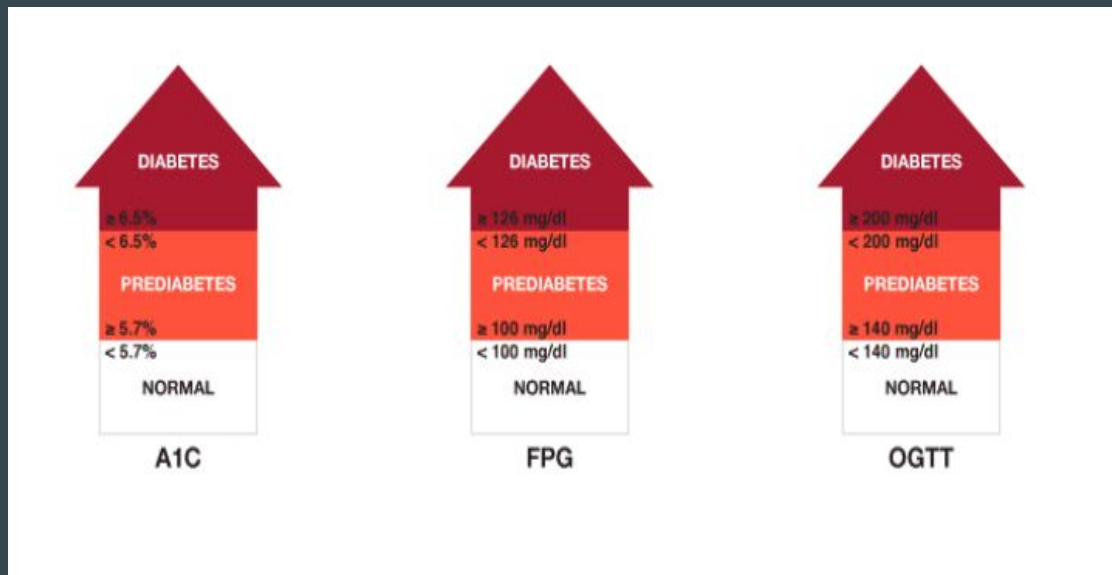 DIABETES
≥ 6.5%
< 6.5%
PREDIABETES
≥ 5.7%
< 5.7%
NORMAL
A1C
DIABETES
≥ 126 mg/dl
< 126 mg/dl
PREDIABETES
≥ 100 mg/dl
< 100 mg/dl
NORMAL
FPG
DIABETES
≥ 200 mg/dl
< 200 mg/dl
PREDIABETES
≥ 140 mg/dl
< 140 mg/dl
NORMAL
OGTT